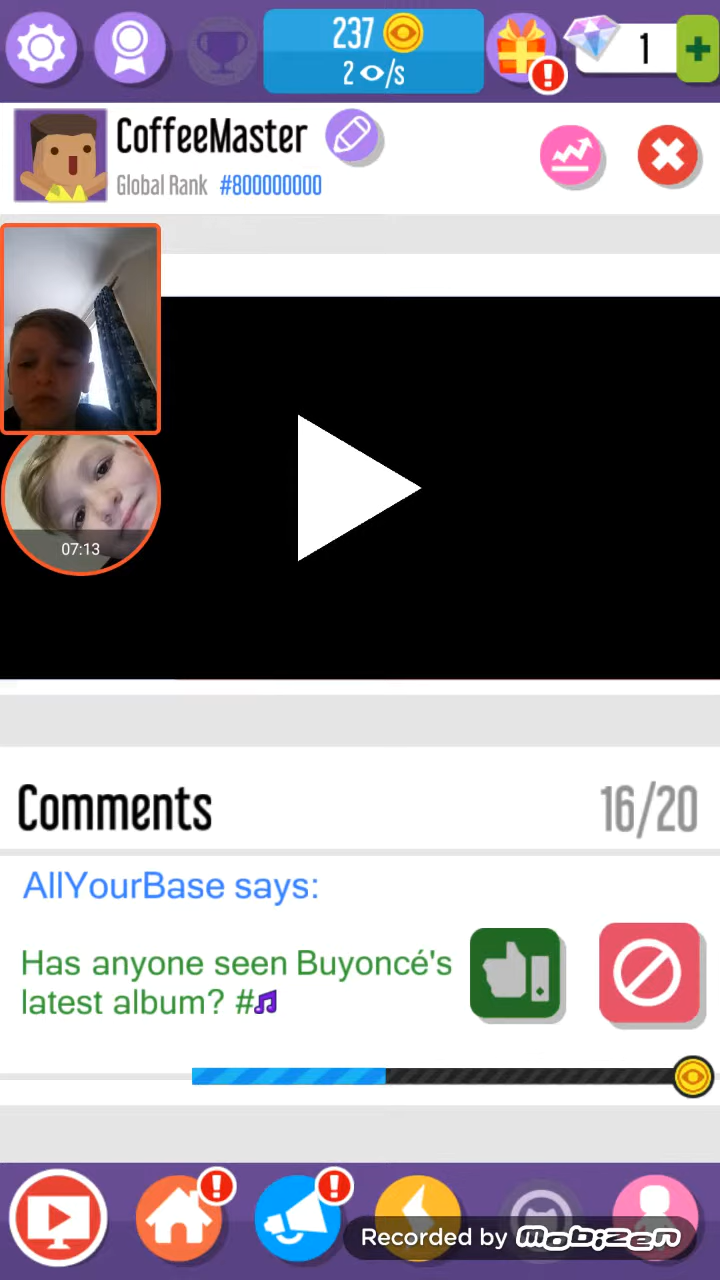 237
2 /s
1
CoffeeMaster
Global Rank #800000000
07:13
Comments 16/20
AllYourBase says:
Has anyone seen Buyoncé's
latest album? #
Recorded by mobizen